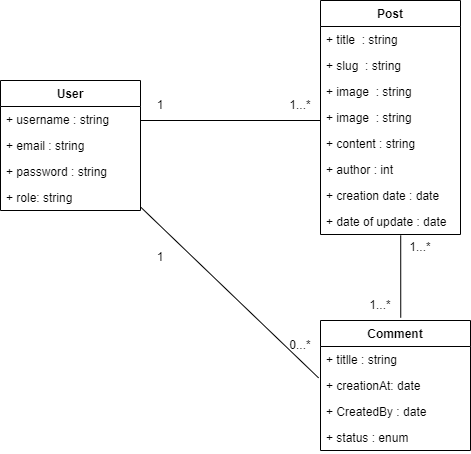 Post
+ title : string
+ slug : string
+ image : string
+ image : string
+ content : string
+ author : int
+ creation date : date
+ date of update : date
User
+ username : string
+ email : string
+ password : string
+ role: string
1
1...*
1
0...*
1...*
1...*
Comment
+ titlle : string
+ creationAt: date
+ CreatedBy : date
+ status : enum